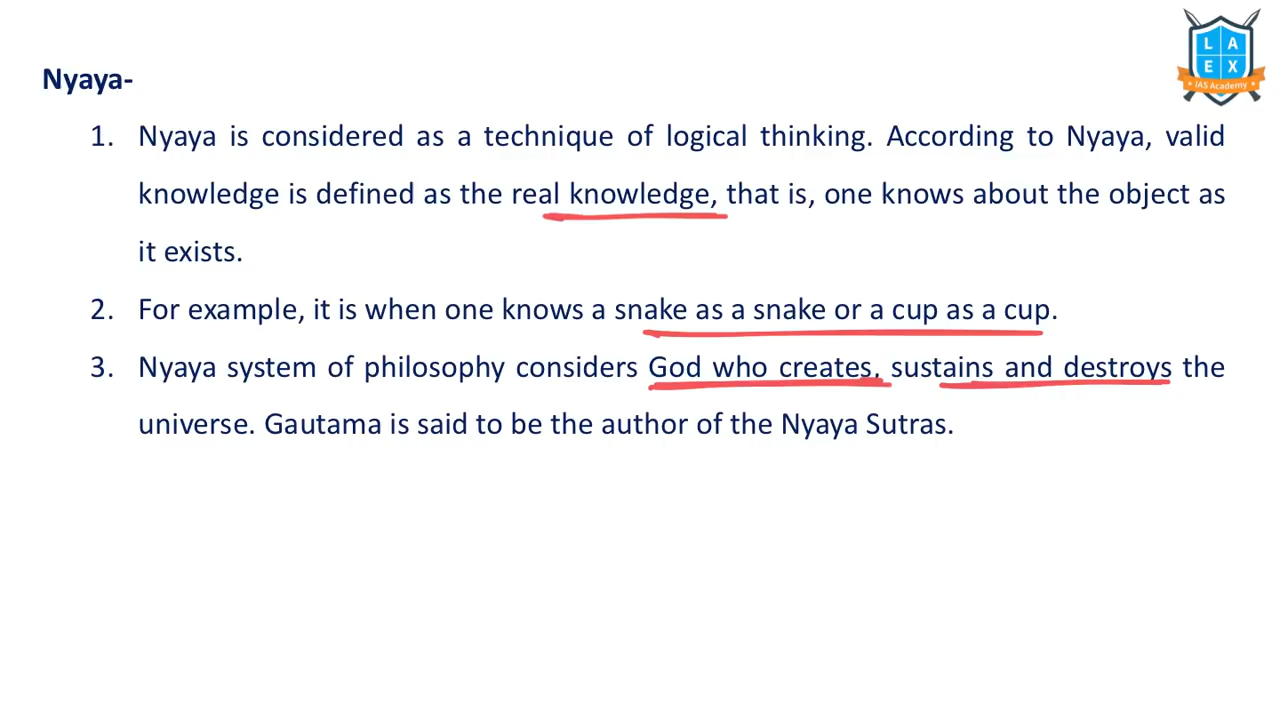 L A
E X
IAS Academy
Nyaya-
1. Nyaya is considered as a technique of logical thinking. According to Nyaya, valid
knowledge is defined as the real knowledge, that is, one knows about the object as
it exists.
2. For example, it is when one knows a snake as a snake or a cup as a cup.
3. Nyaya system of philosophy considers God who creates, sustains and destroys the
universe. Gautama is said to be the author of the Nyaya Sutras.